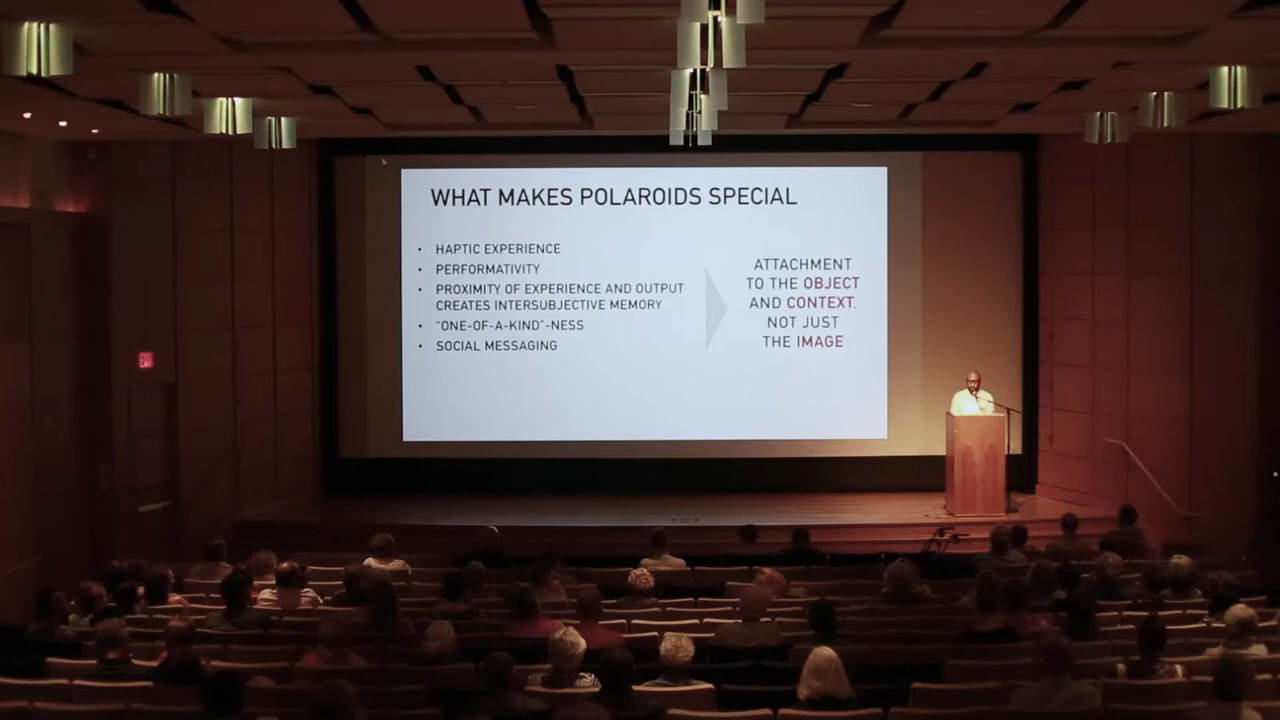 WHAT MAKES POLAROIDS SPECIAL
• HAPTIC EXPERIENCE
• PERFORMATIVITY
• PROXIMITY OF EXPERIENCE AND OUTPUT
CREATES INTERSUBJECTIVE MEMORY
• "ONE-OF-A-KIND"-NESS
• SOCIAL MESSAGING
ATTACHMENT
TO THE OBJECT
AND CONTEXT,
NOT JUST
THE IMAGE
EXIT